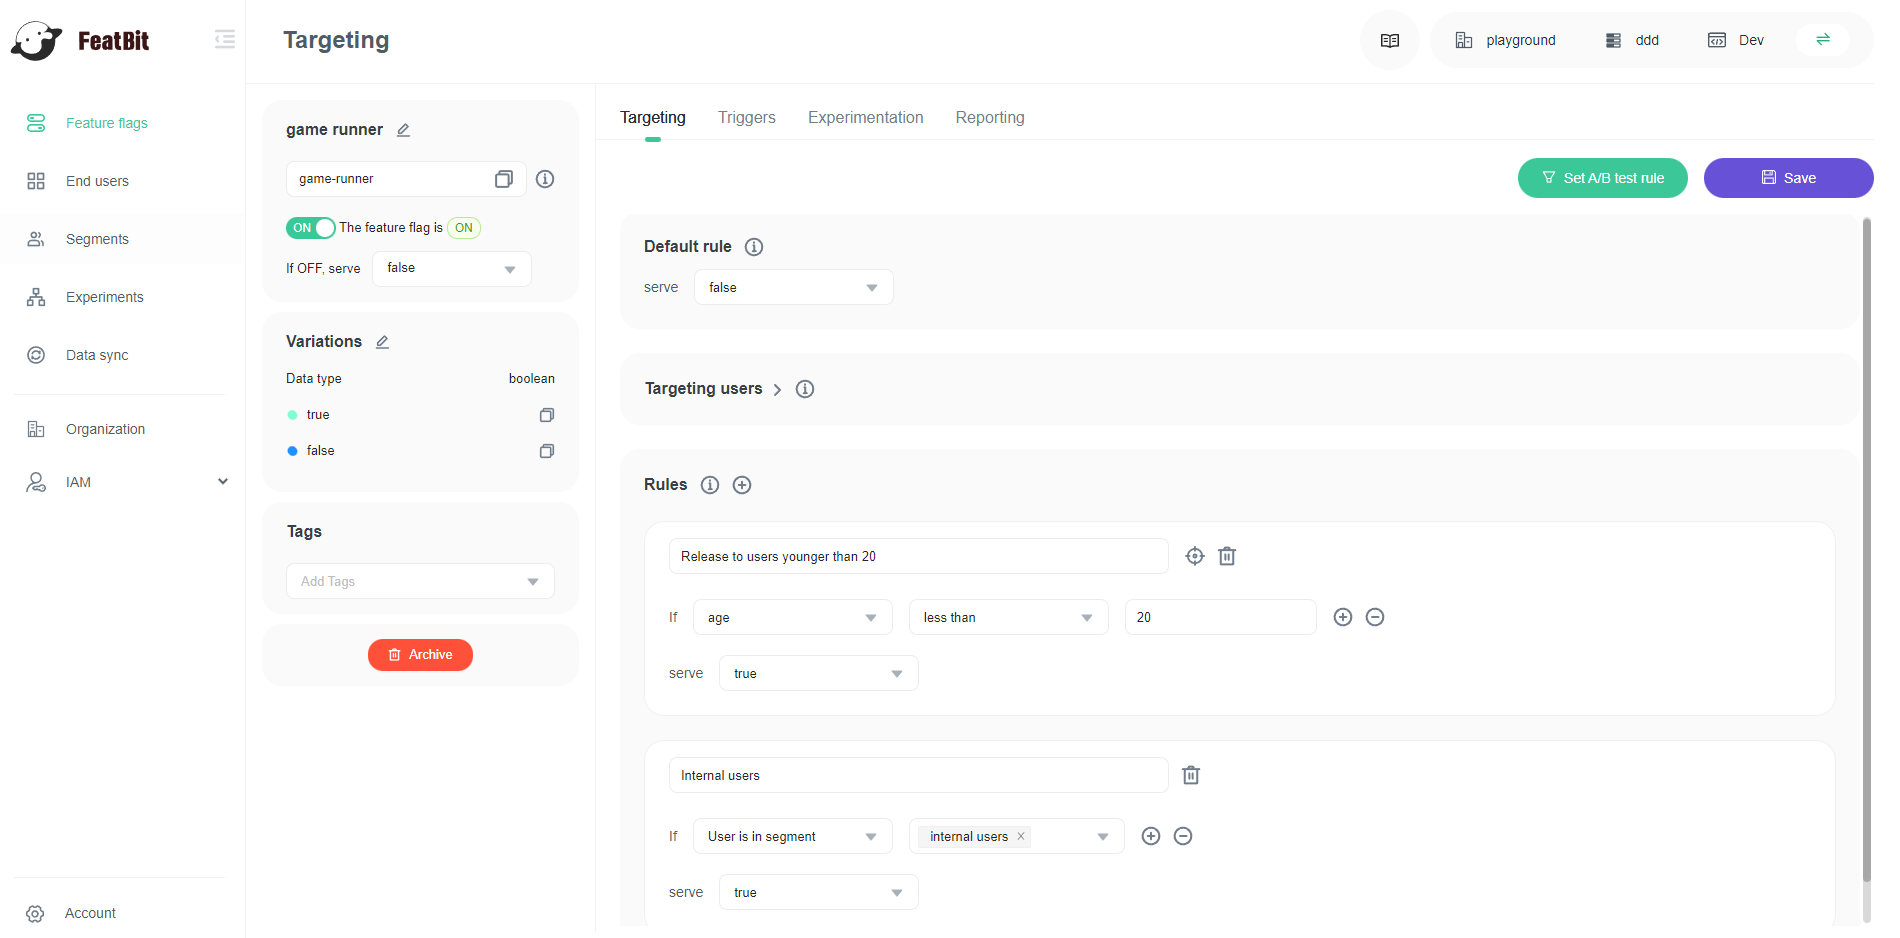 FeatBit
Targeting
playground
ddd
Dev
Feature flags
End users
Segments
Experiments
Data sync
Organization
IAM
Account
game runner
game-runner
ON The feature flag is ON
If OFF, serve false
Variations
Data type boolean
true
false
Tags
Add Tags
Archive
Targeting Triggers Experimentation Reporting
Set A/B test rule Save
Default rule
serve false
Targeting users
Rules
Release to users younger than 20
If age less than 20
serve true
Internal users
If User is in segment internal users
serve true